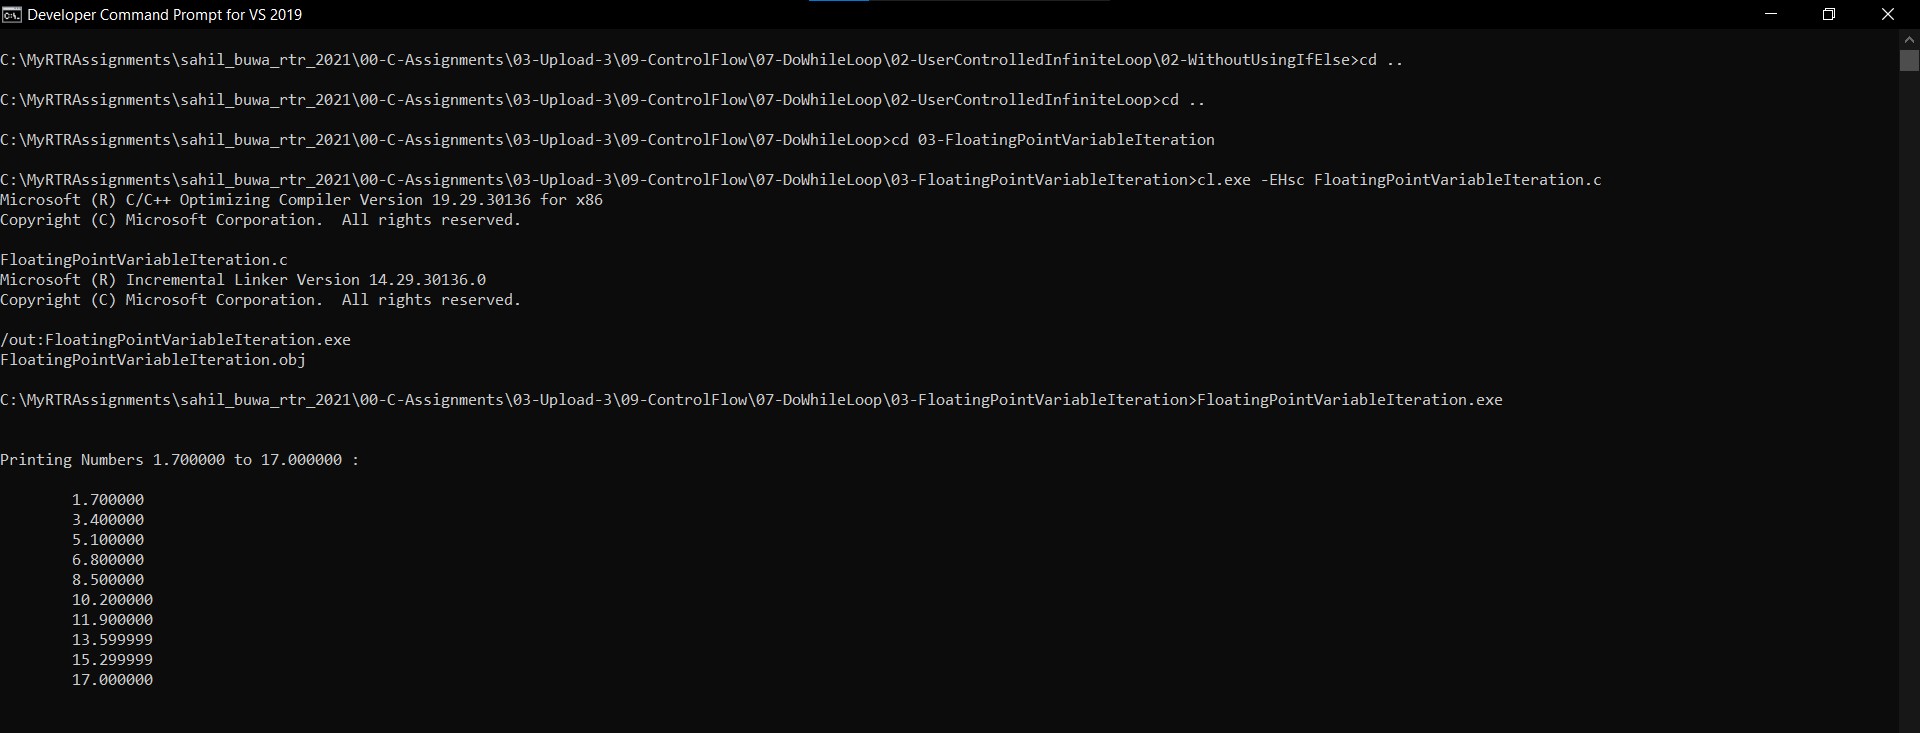 Developer Command Prompt for VS 2019
C:\MyRTRAssignments\sahil_buwa_rtr_2021\00-C-Assignments\03-Upload-3\09-ControlFlow\07-DoWhileLoop\02-UserControlledInfiniteLoop\02-WithoutUsingIfElse>cd ..
C:\MyRTRAssignments\sahil_buwa_rtr_2021\00-C-Assignments\03-Upload-3\09-ControlFlow\07-DoWhileLoop\02-UserControlledInfiniteLoop>cd ..
C:\MyRTRAssignments\sahil_buwa_rtr_2021\00-C-Assignments\03-Upload-3\09-ControlFlow\07-DoWhileLoop>cd 03-FloatingPointVariableIteration
C:\MyRTRAssignments\sahil_buwa_rtr_2021\00-C-Assignments\03-Upload-3\09-ControlFlow\07-DoWhileLoop\03-FloatingPointVariableIteration>cl.exe -EHsc FloatingPointVariableIteration.c
Microsoft (R) C/C++ Optimizing Compiler Version 19.29.30136 for x86
Copyright (C) Microsoft Corporation.  All rights reserved.
FloatingPointVariableIteration.c
Microsoft (R) Incremental Linker Version 14.29.30136.0
Copyright (C) Microsoft Corporation.  All rights reserved.
/out:FloatingPointVariableIteration.exe
FloatingPointVariableIteration.obj
C:\MyRTRAssignments\sahil_buwa_rtr_2021\00-C-Assignments\03-Upload-3\09-ControlFlow\07-DoWhileLoop\03-FloatingPointVariableIteration>FloatingPointVariableIteration.exe
Printing Numbers 1.700000 to 17.000000 :
1.700000
3.400000
5.100000
6.800000
8.500000
10.200000
11.900000
13.599999
15.299999
17.000000